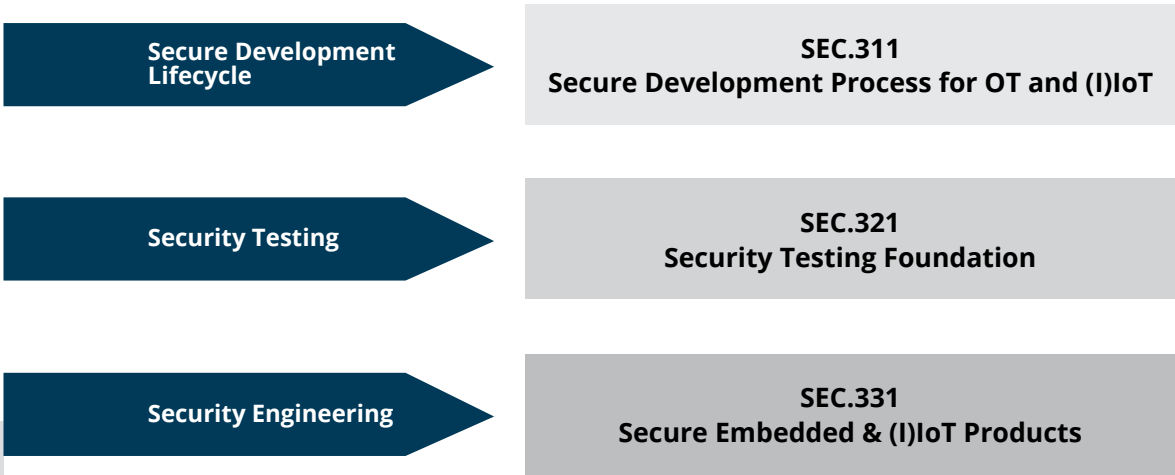 Secure Development
Lifecycle
SEC.311
Secure Development Process for OT and (I)IoT
Security Testing
SEC.321
Security Testing Foundation
Security Engineering
SEC.331
Secure Embedded & (I)IoT Products